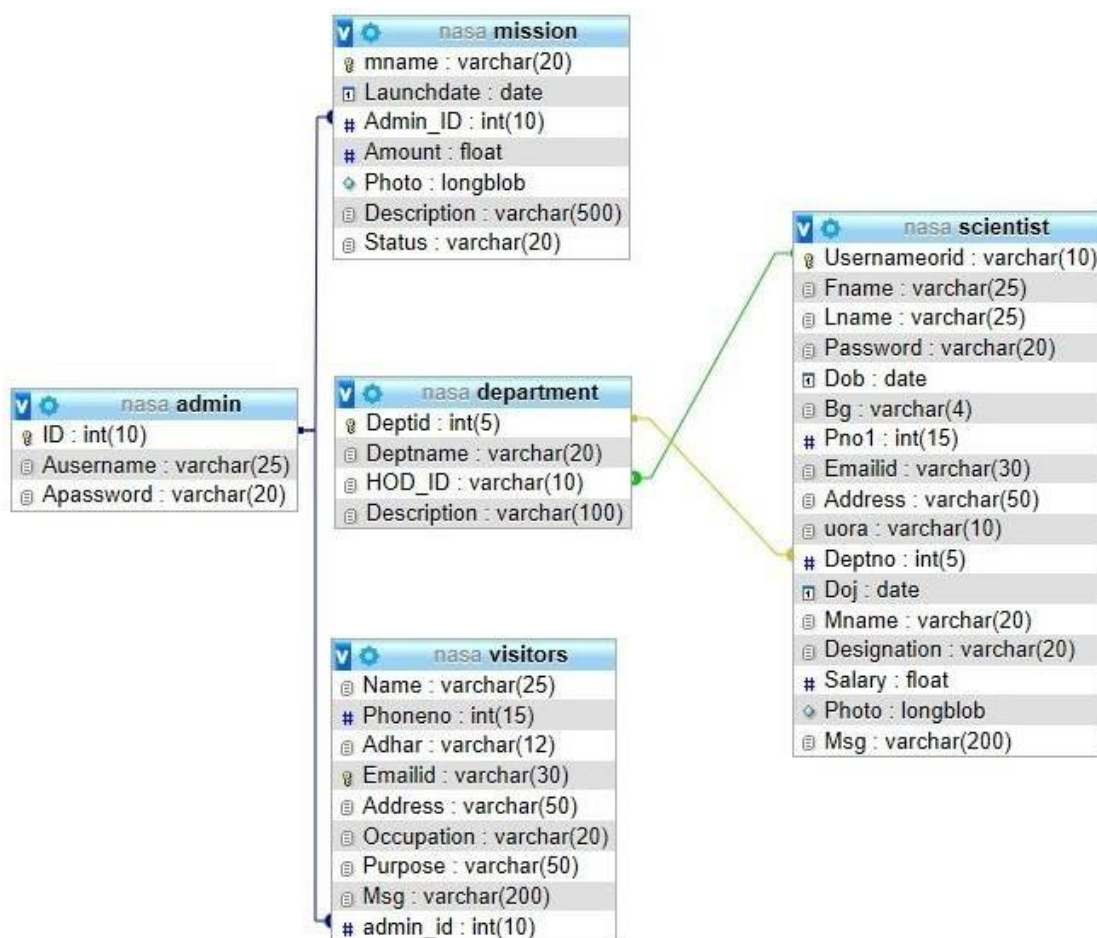 nasa mission
mname : varchar(20)
Launchdate : date
Admin_ID : int(10)
Amount : float
Photo : longblob
Description : varchar(500)
Status : varchar(20)
nasa admin
ID : int(10)
Ausername : varchar(25)
Apassword : varchar(20)
nasa department
Deptid : int(5)
Deptname : varchar(20)
HOD_ID : varchar(10)
Description : varchar(100)
nasa visitors
Name : varchar(25)
Phoneno : int(15)
Adhar : varchar(12)
Emailid : varchar(30)
Address : varchar(50)
Occupation : varchar(20)
Purpose : varchar(50)
Msg : varchar(200)
admin_id : int(10)
nasa scientist
Usernameorid : varchar(10)
Fname : varchar(25)
Lname : varchar(25)
Password : varchar(20)
Dob : date
Bg : varchar(4)
Pno1 : int(15)
Emailid : varchar(30)
Address : varchar(50)
uora : varchar(10)
Deptno : int(5)
Doj : date
Mname : varchar(20)
Designation : varchar(20)
Salary : float
Photo : longblob
Msg : varchar(200)